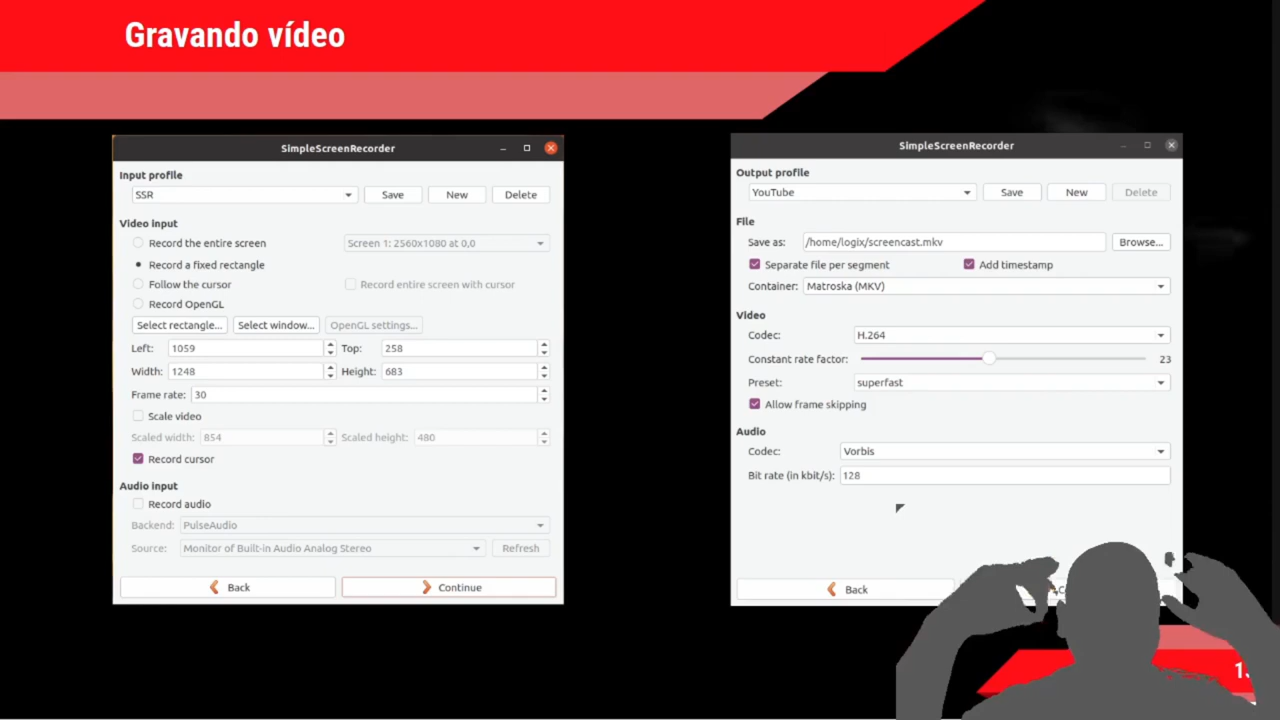 Gravando vídeo
SimpleScreenRecorder
Input profile
SSR Save New Delete
Video input
Record the entire screen Screen 1: 2560x1080 at 0,0
Record a fixed rectangle
Follow the cursor Record entire screen with cursor
Record OpenGL
Select rectangle... Select window... OpenGL settings...
Left: 1059 Top: 258
Width: 1248 Height: 683
Frame rate: 30
Scale video
Scaled width: 854 Scaled height: 480
Record cursor
Audio input
Record audio
Backend: PulseAudio
Source: Monitor of Built-in Audio Analog Stereo Refresh
Back Continue
SimpleScreenRecorder
Output profile
YouTube Save New Delete
File
Save as: /home/logix/screencast.mkv Browse...
Separate file per segment Add timestamp
Container: Matroska (MKV)
Video
Codec: H.264
Constant rate factor: 23
Preset: superfast
Allow frame skipping
Audio
Codec: Vorbis
Bit rate (in kbit/s): 128
Back